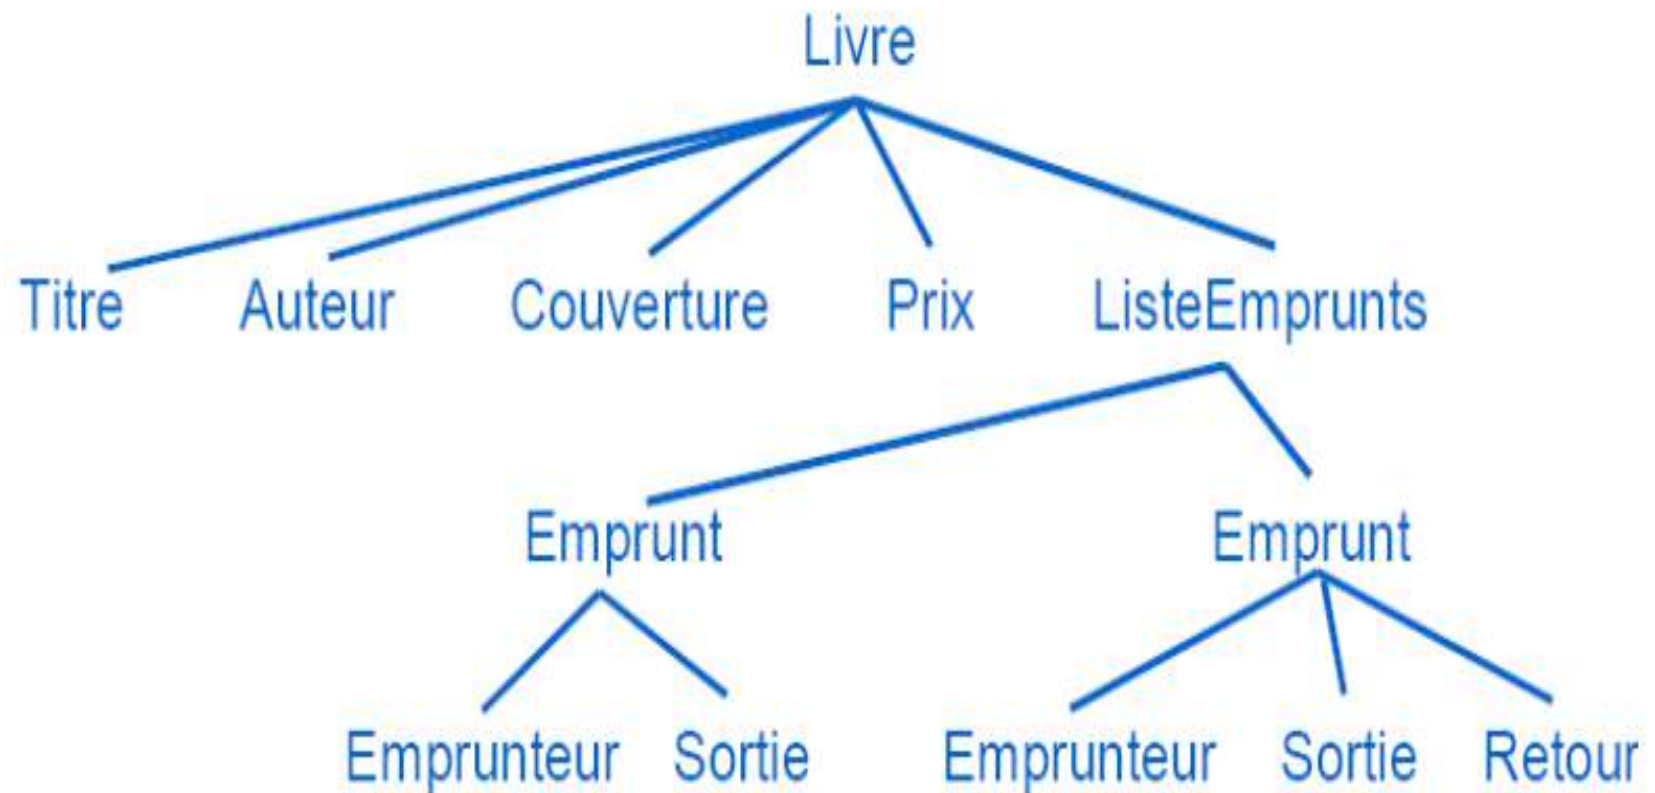 Livre
Titre Auteur Couverture Prix ListeEmprunts
Emprunt Emprunt
Emprunteur Sortie Emprunteur Sortie Retour